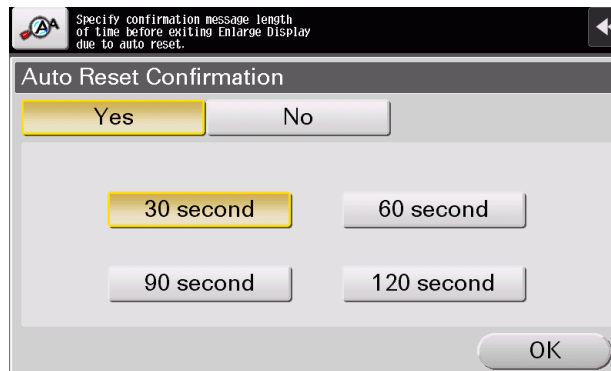 AA
Specify confirmation message length
of time before exiting Enlarge Display
due to auto reset.
Auto Reset Confirmation
Yes No
30 second 60 second
90 second 120 second
OK